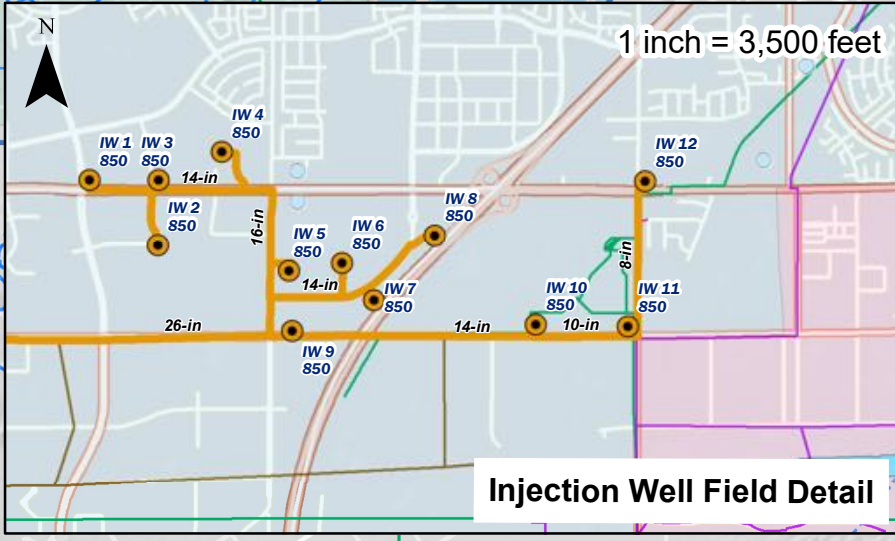 N
1 inch = 3,500 feet
IW 4
850
IW 1
850
IW 3
850
14-in
IW 12
850
IW 2
850
16-in
IW 8
850
IW 5
850
IW 6
850
8-in
14-in
IW 7
850
IW 10
850
IW 11
850
26-in
14-in
10-in
IW 9
850
Injection Well Field Detail